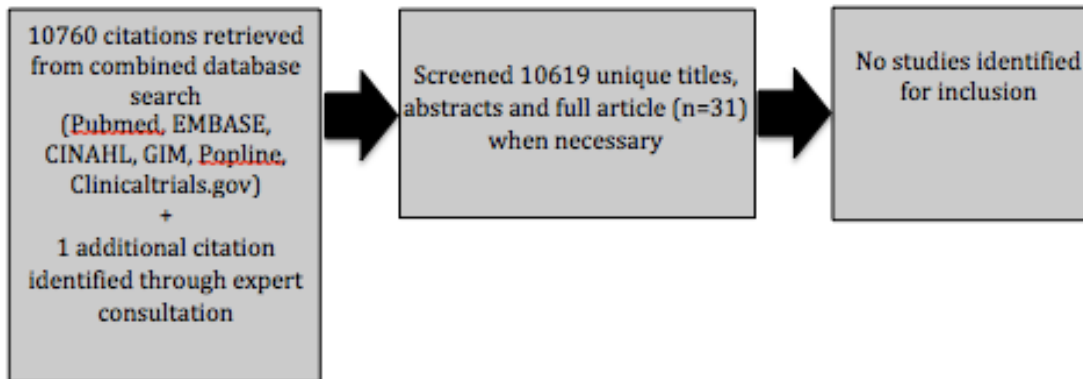 10760 citations retrieved
from combined database
search
(Pubmed, EMBASE,
CINAHL, GIM, Popline,
Clinicaltrials.gov)
+
1 additional citation
identified through expert
consultation
Screened 10619 unique titles,
abstracts and full article (n=31)
when necessary
No studies identified
for inclusion